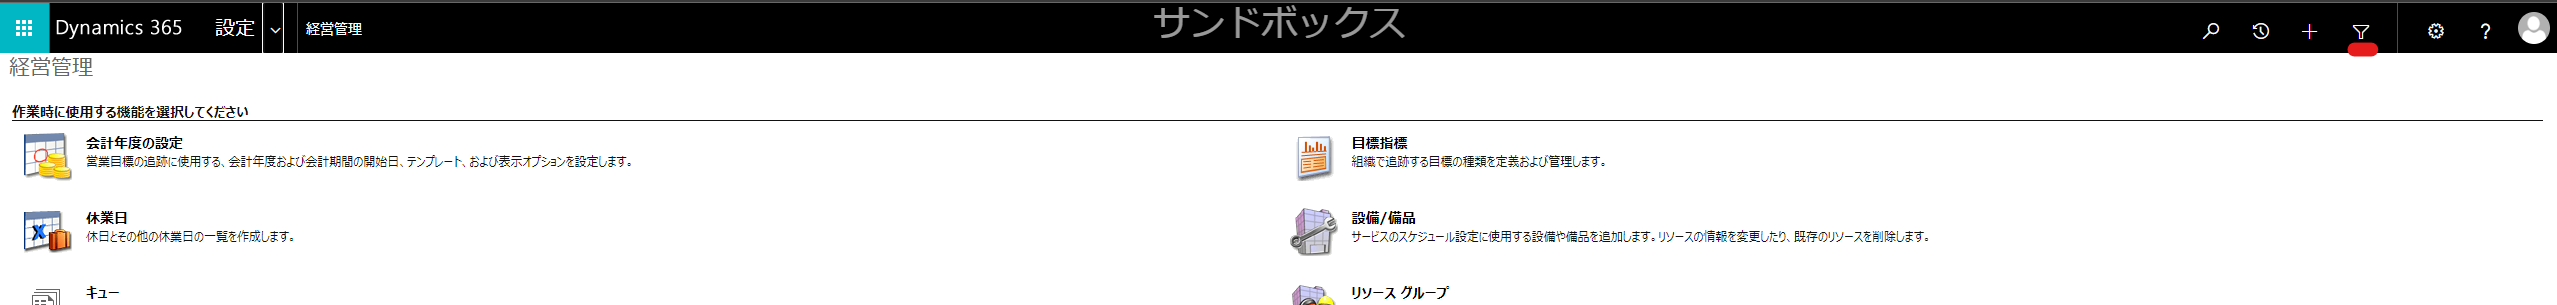 Dynamics 365 設定 経営管理 サンドボックス
経営管理
作業時に使用する機能を選択してください
会計年度の設定
営業目標の追跡に使用する、会計年度および会計期間の開始日、テンプレート、および表示オプションを設定します。
目標指標
組織で追跡する目標の種類を定義および管理します。
休業日
休日とその他の休業日の一覧を作成します。
設備/備品
サービスのスケジュール設定に使用する設備や備品を追加します。リソースの情報を変更したり、既存のリソースを削除します。
キュー
リソース グループ